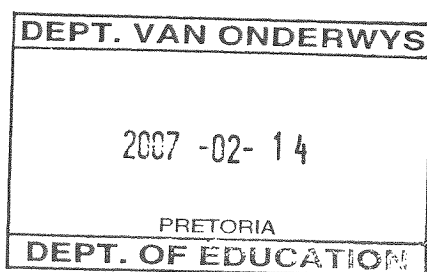 DEPT. VAN ONDERWYS
2007 -02- 14
PRETORIA
DEPT. OF EDUCATION